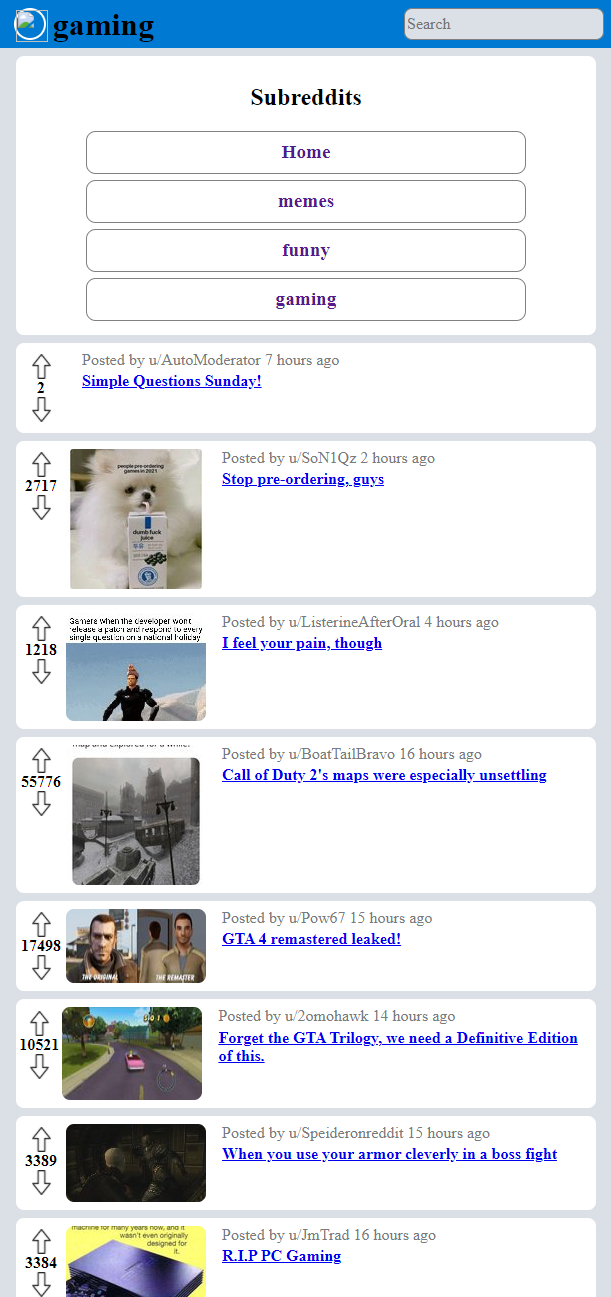 gaming
Search
Subreddits
Home
memes
funny
gaming
Posted by u/AutoModerator 7 hours ago
2
Simple Questions Sunday!
people pre-ordering
games in 2021
dumb fuck
juice
Posted by u/SoN1Qz 2 hours ago
2717
Stop pre-ordering, guys
Gamers when the developer wont
release a patch and respond to every
single question on a national holiday
Posted by u/ListerineAfterOral 4 hours ago
1218
I feel your pain, though
map and explored for a while.
Posted by u/BoatTailBravo 16 hours ago
55776
Call of Duty 2's maps were especially unsettling
Posted by u/Pow67 15 hours ago
17498
GTA 4 remastered leaked!
THE ORIGINAL
THE REMASTER
Posted by u/2omohawk 14 hours ago
10521
Forget the GTA Trilogy, we need a Definitive Edition
of this.
Posted by u/Speideronreddit 15 hours ago
3389
When you use your armor cleverly in a boss fight
machine for many years now, and it
wasn't even originally
designed for
it.
Posted by u/JmTrad 16 hours ago
3384
R.I.P PC Gaming